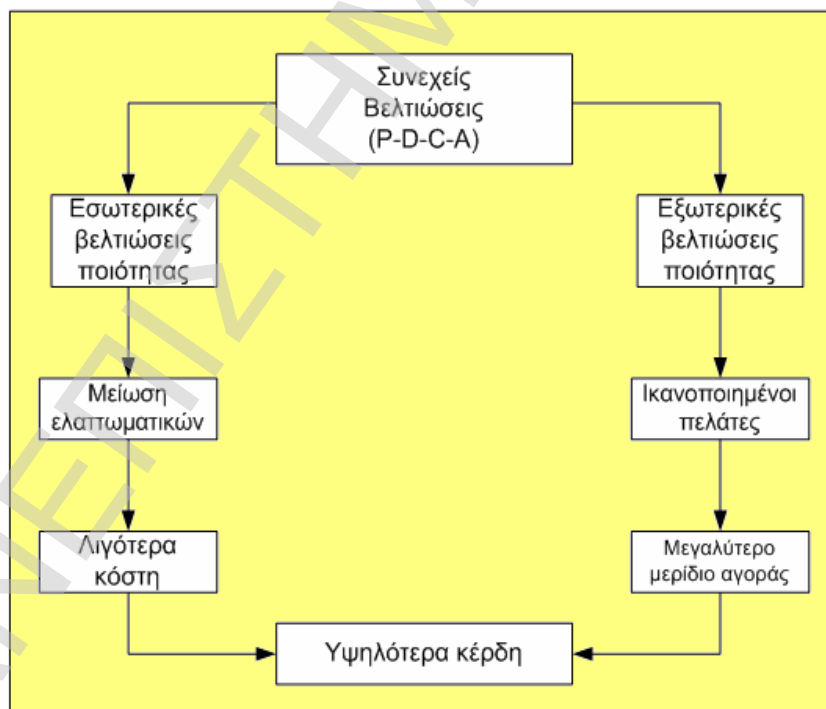 Συνεχείς
Βελτιώσεις
(P-D-C-A)
Εσωτερικές
βελτιώσεις
ποιότητας
Εξωτερικές
βελτιώσεις
ποιότητας
Μείωση
ελαττωματικών
Ικανοποιημένοι
πελάτες
Λιγότερα
κόστη
Μεγαλύτερο
μερίδιο αγοράς
Υψηλότερα κέρδη